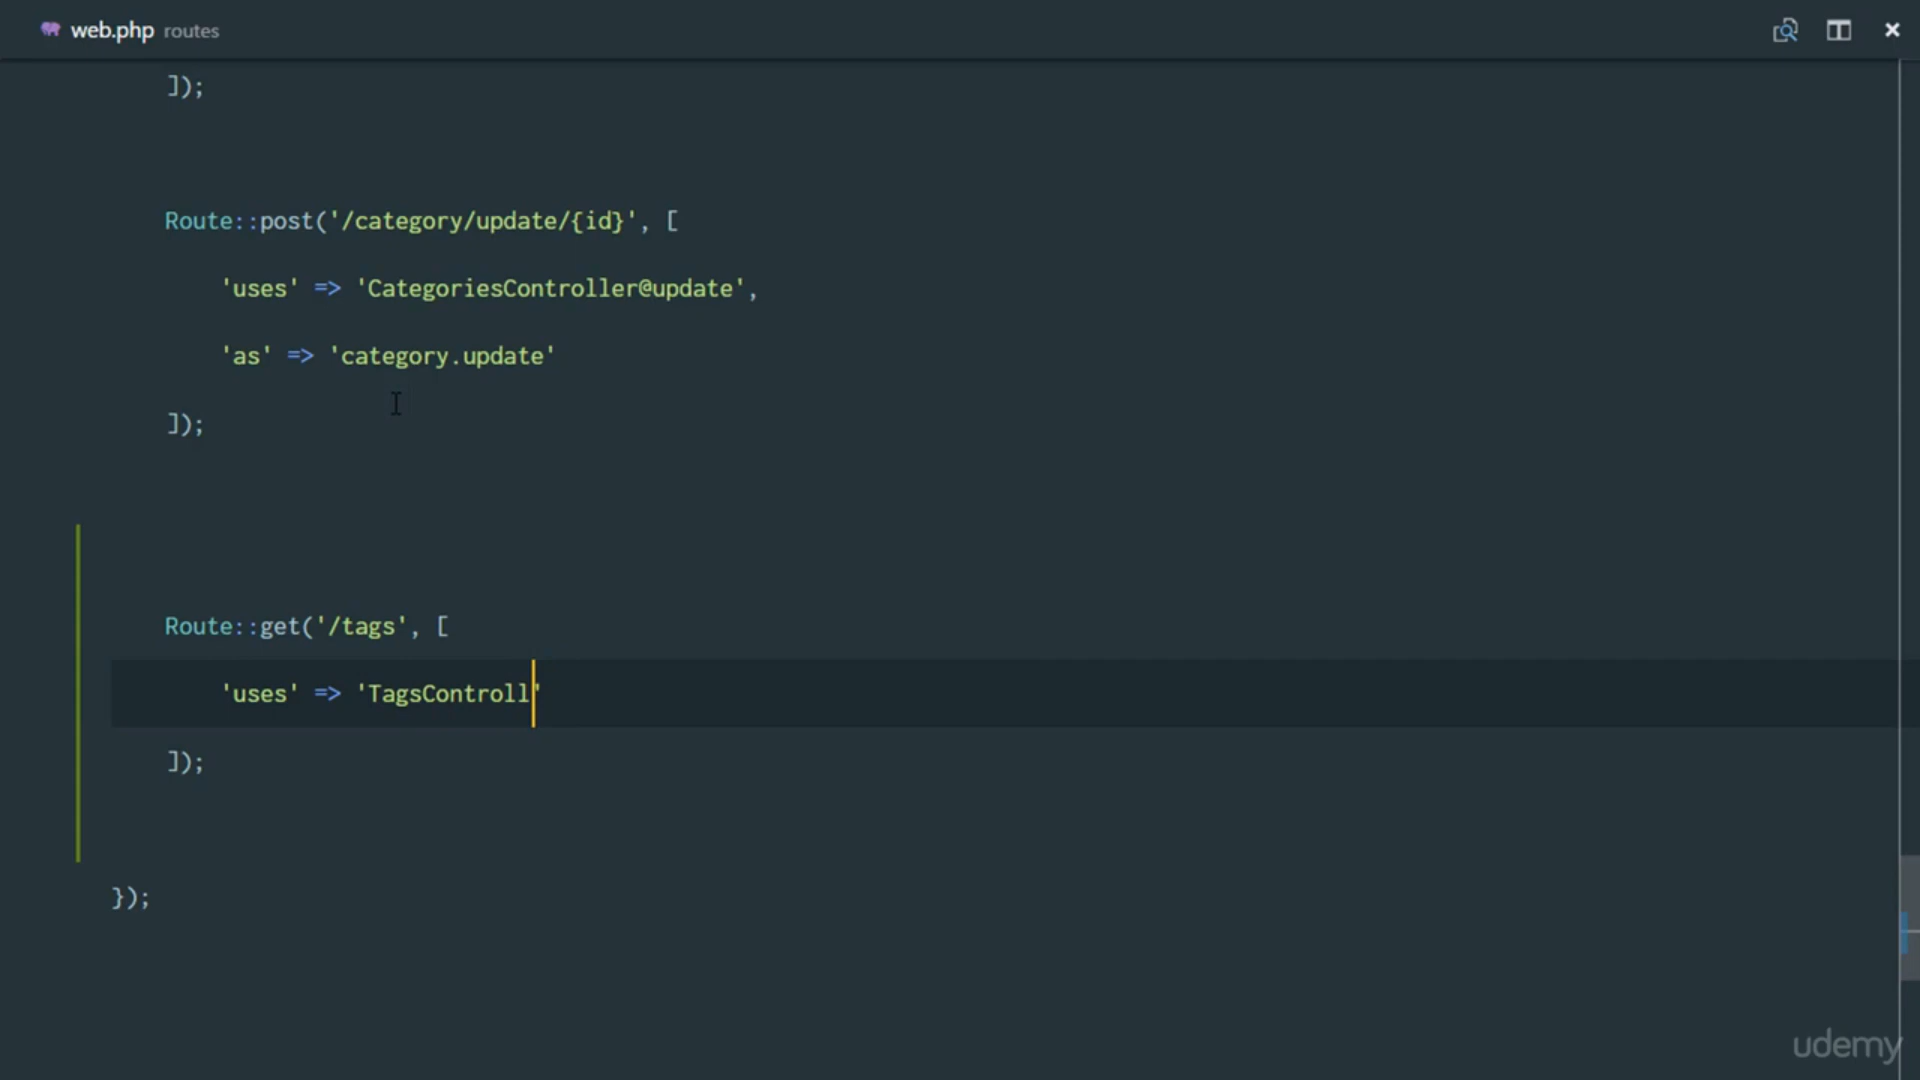 web.php routes
]);
Route::post('/category/update/{id}', [
'uses' => 'CategoriesController@update',
'as' => 'category.update'
]);
Route::get('/tags', [
'uses' => 'TagsControll'
]);
});
udemy